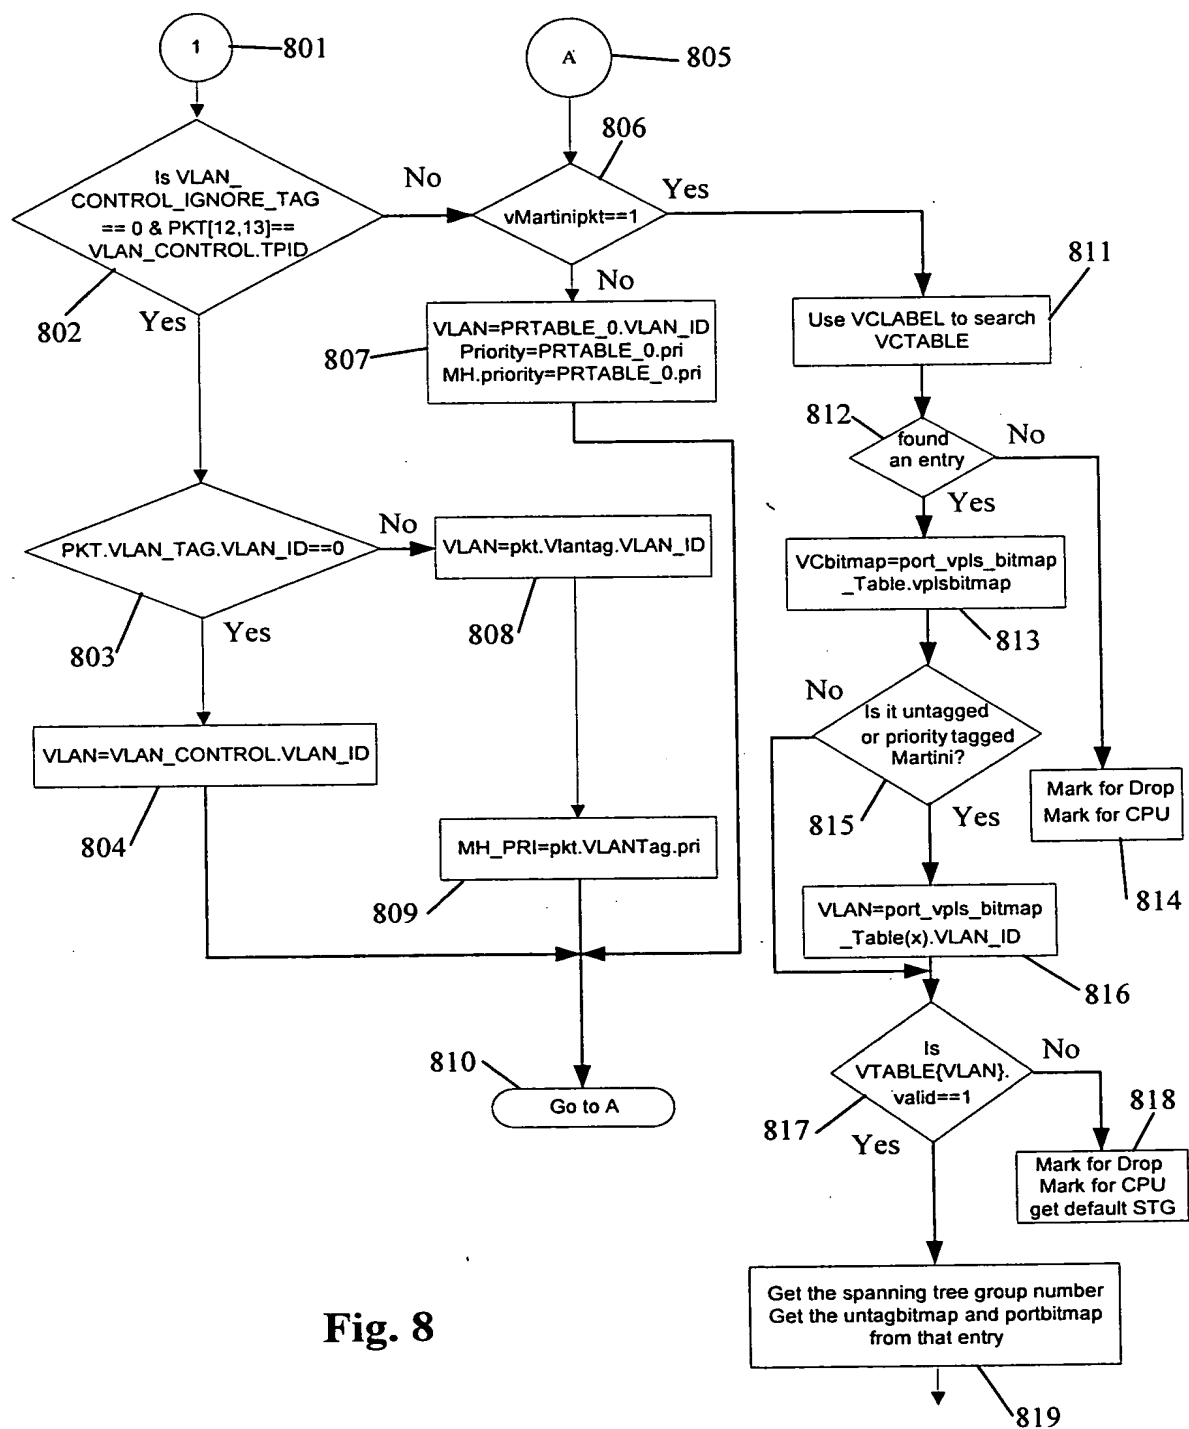 1
801
A
805
806
Is VLAN_
CONTROL_IGNORE_TAG
== 0 & PKT[12,13]==
VLAN_CONTROL.TPID
802
No
Yes
vMartinipkt==1
Yes
No
VLAN=PRTABLE_0.VLAN_ID
Priority=PRTABLE_0.pri
MH.priority=PRTABLE_0.pri
807
811
Use VCLABEL to search
VCTABLE
812
found
an entry
No
Yes
PKT.VLAN_TAG.VLAN_ID==0
803
No
Yes
VLAN=pkt.Vlantag.VLAN_ID
808
VCbitmap=port_vpls_bitmap
_Table.vplsbitmap
813
No
Is it untagged
or priority tagged
Martini?
815
Yes
VLAN=VLAN_CONTROL.VLAN_ID
804
MH_PRI=pkt.VLANTag.pri
809
Mark for Drop
Mark for CPU
814
VLAN=port_vpls_bitmap
_Table(x).VLAN_ID
816
810
Go to A
Is
VTABLE{VLAN}.
valid==1
817
No
Yes
818
Mark for Drop
Mark for CPU
get default STG
Get the spanning tree group number
Get the untagbitmap and portbitmap
from that entry
819
Fig. 8